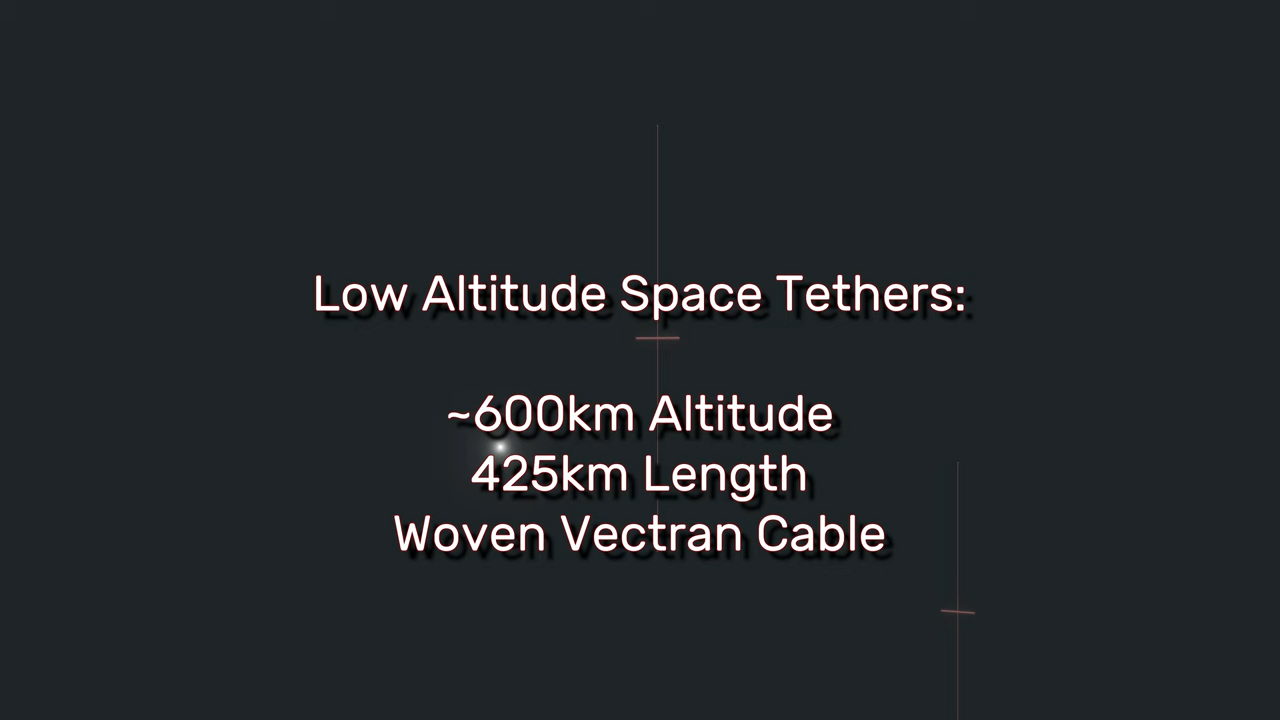 Low Altitude Space Tethers:
~600km Altitude
425km Length
Woven Vectran Cable